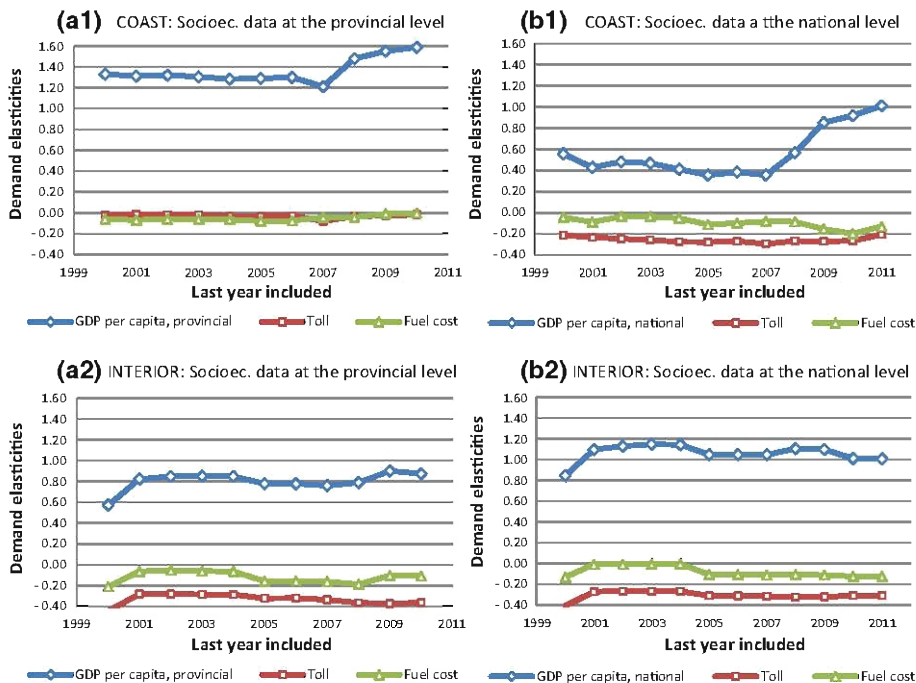 (a1) COAST: Socioec. data at the provincial level
Demand elasticities
1.60
1.40
1.20
1.00
0.80
0.60
0.40
0.20
0.00
- 0.20
- 0.40
1999 2001 2003 2005 2007 2009 2011
Last year included
GDP per capita, provincial Toll Fuel cost
(b1) COAST: Socioec. data a tthe national level
Demand elasticities
1.60
1.40
1.20
1.00
0.80
0.60
0.40
0.20
0.00
- 0.20
- 0.40
1999 2001 2003 2005 2007 2009 2011
Last year included
GDP per capita, national Toll Fuel cost
(a2) INTERIOR: Socioec. data at the provincial level
Demand elasticities
1.60
1.40
1.20
1.00
0.80
0.60
0.40
0.20
0.00
- 0.20
- 0.40
1999 2001 2003 2005 2007 2009 2011
Last year included
GDP per capita, provincial Toll Fuel cost
(b2) INTERIOR: Socioec. data at the national level
Demand elasticities
1.60
1.40
1.20
1.00
0.80
0.60
0.40
0.20
0.00
- 0.20
- 0.40
1999 2001 2003 2005 2007 2009 2011
Last year included
GDP per capita, national Toll Fuel cost